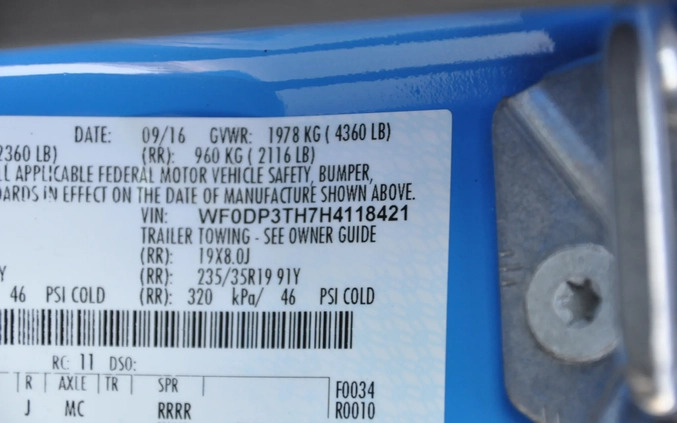 DATE: 09/16 GVWR: 1978 KG ( 4360 LB)
2360 LB) (RR): 960 KG ( 2116 LB)
LL APPLICABLE FEDERAL MOTOR VEHICLE SAFETY, BUMPER,
ARDS IN EFFECT ON THE DATE OF MANUFACTURE SHOWN ABOVE.
VIN: WF0DP3TH7H4118421
TRAILER TOWING - SEE OWNER GUIDE
(RR): 19X8.0J
Y (RR): 235/35R19 91Y
46 PSI COLD (RR): 320 kPa/ 46 PSI COLD
RC: 11 DSO:
R AXLE TR SPR F0034
J MC RRRR R0010